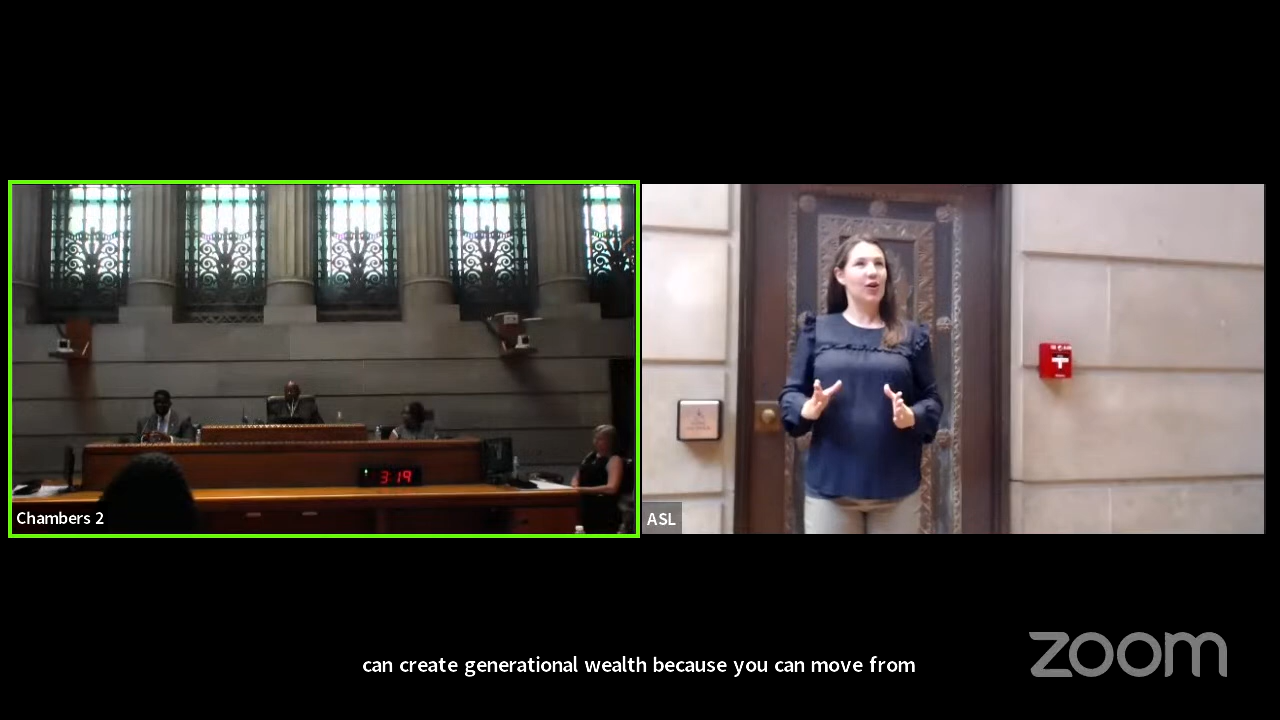 3:19
Chambers 2
ASL
can create generational wealth because you can move from
zoom